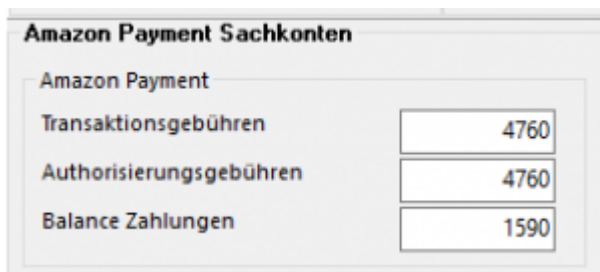 Amazon Payment Sachkonten
Amazon Payment
Transaktionsgebühren 4760
Authorisierungsgebühren 4760
Balance Zahlungen 1590